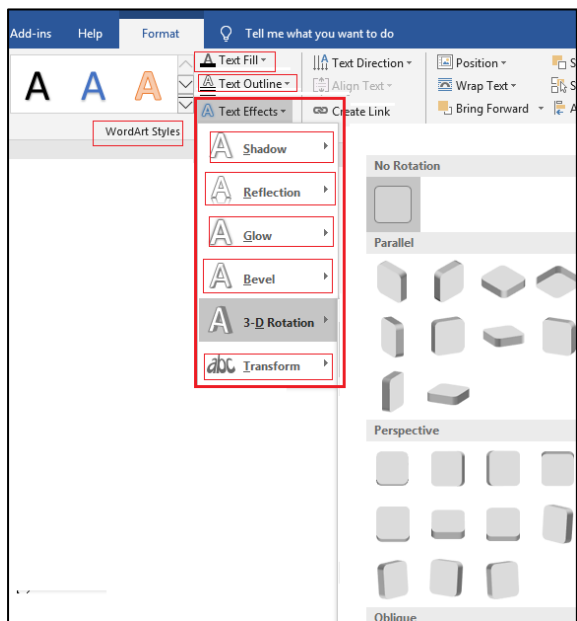 Add-ins Help Format Tell me what you want to do
A A A
Text Fill
Text Outline
Text Effects
WordArt Styles
Text Direction
Align Text
Create Link
Position
Wrap Text
Bring Forward
S
S
A
A Shadow
A Reflection
A Glow
A Bevel
A 3-D Rotation
abc Transform
No Rotation
Parallel
Perspective
Oblique